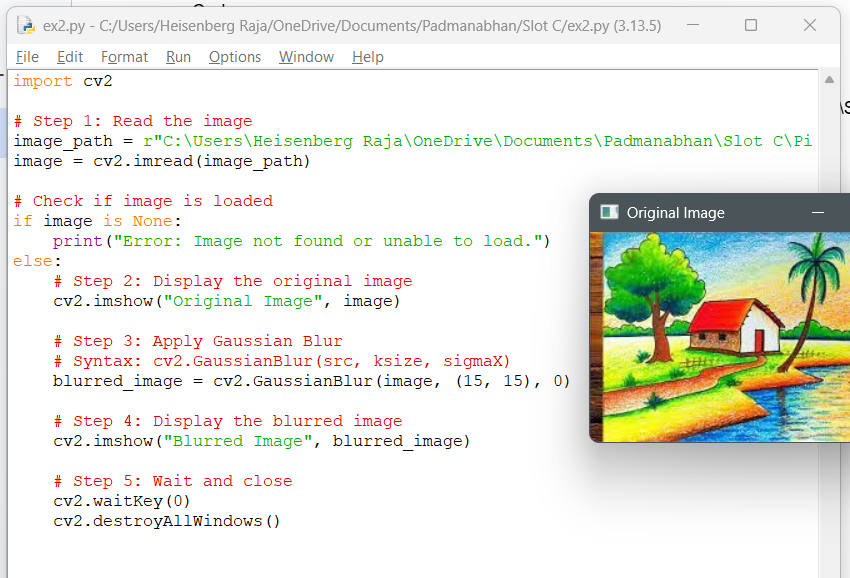 ex2.py - C:/Users/Heisenberg Raja/OneDrive/Documents/Padmanabhan/Slot C/ex2.py (3.13.5)
File Edit Format Run Options Window Help
import cv2
# Step 1: Read the image
image_path = r"C:\Users\Heisenberg Raja\OneDrive\Documents\Padmanabhan\Slot C\Pi
image = cv2.imread(image_path)
# Check if image is loaded
if image is None:
    print("Error: Image not found or unable to load.")
else:
    # Step 2: Display the original image
    cv2.imshow("Original Image", image)
    # Step 3: Apply Gaussian Blur
    # Syntax: cv2.GaussianBlur(src, ksize, sigmaX)
    blurred_image = cv2.GaussianBlur(image, (15, 15), 0)
    # Step 4: Display the blurred image
    cv2.imshow("Blurred Image", blurred_image)
    # Step 5: Wait and close
    cv2.waitKey(0)
    cv2.destroyAllWindows()
Original Image